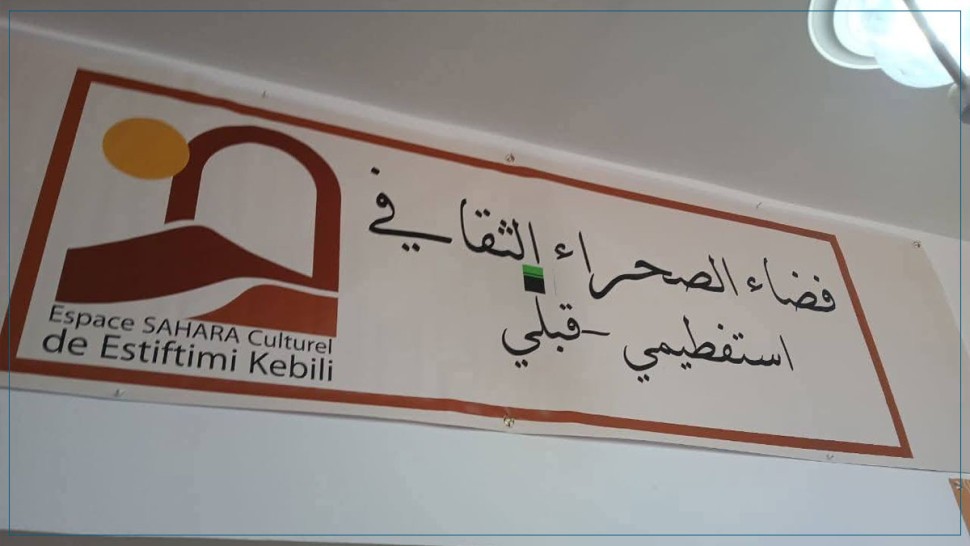 فضاء الصحراء الثقافي
استفطيمي - قبلي
Espace SAHARA Culturel
de Estiftimi Kebili